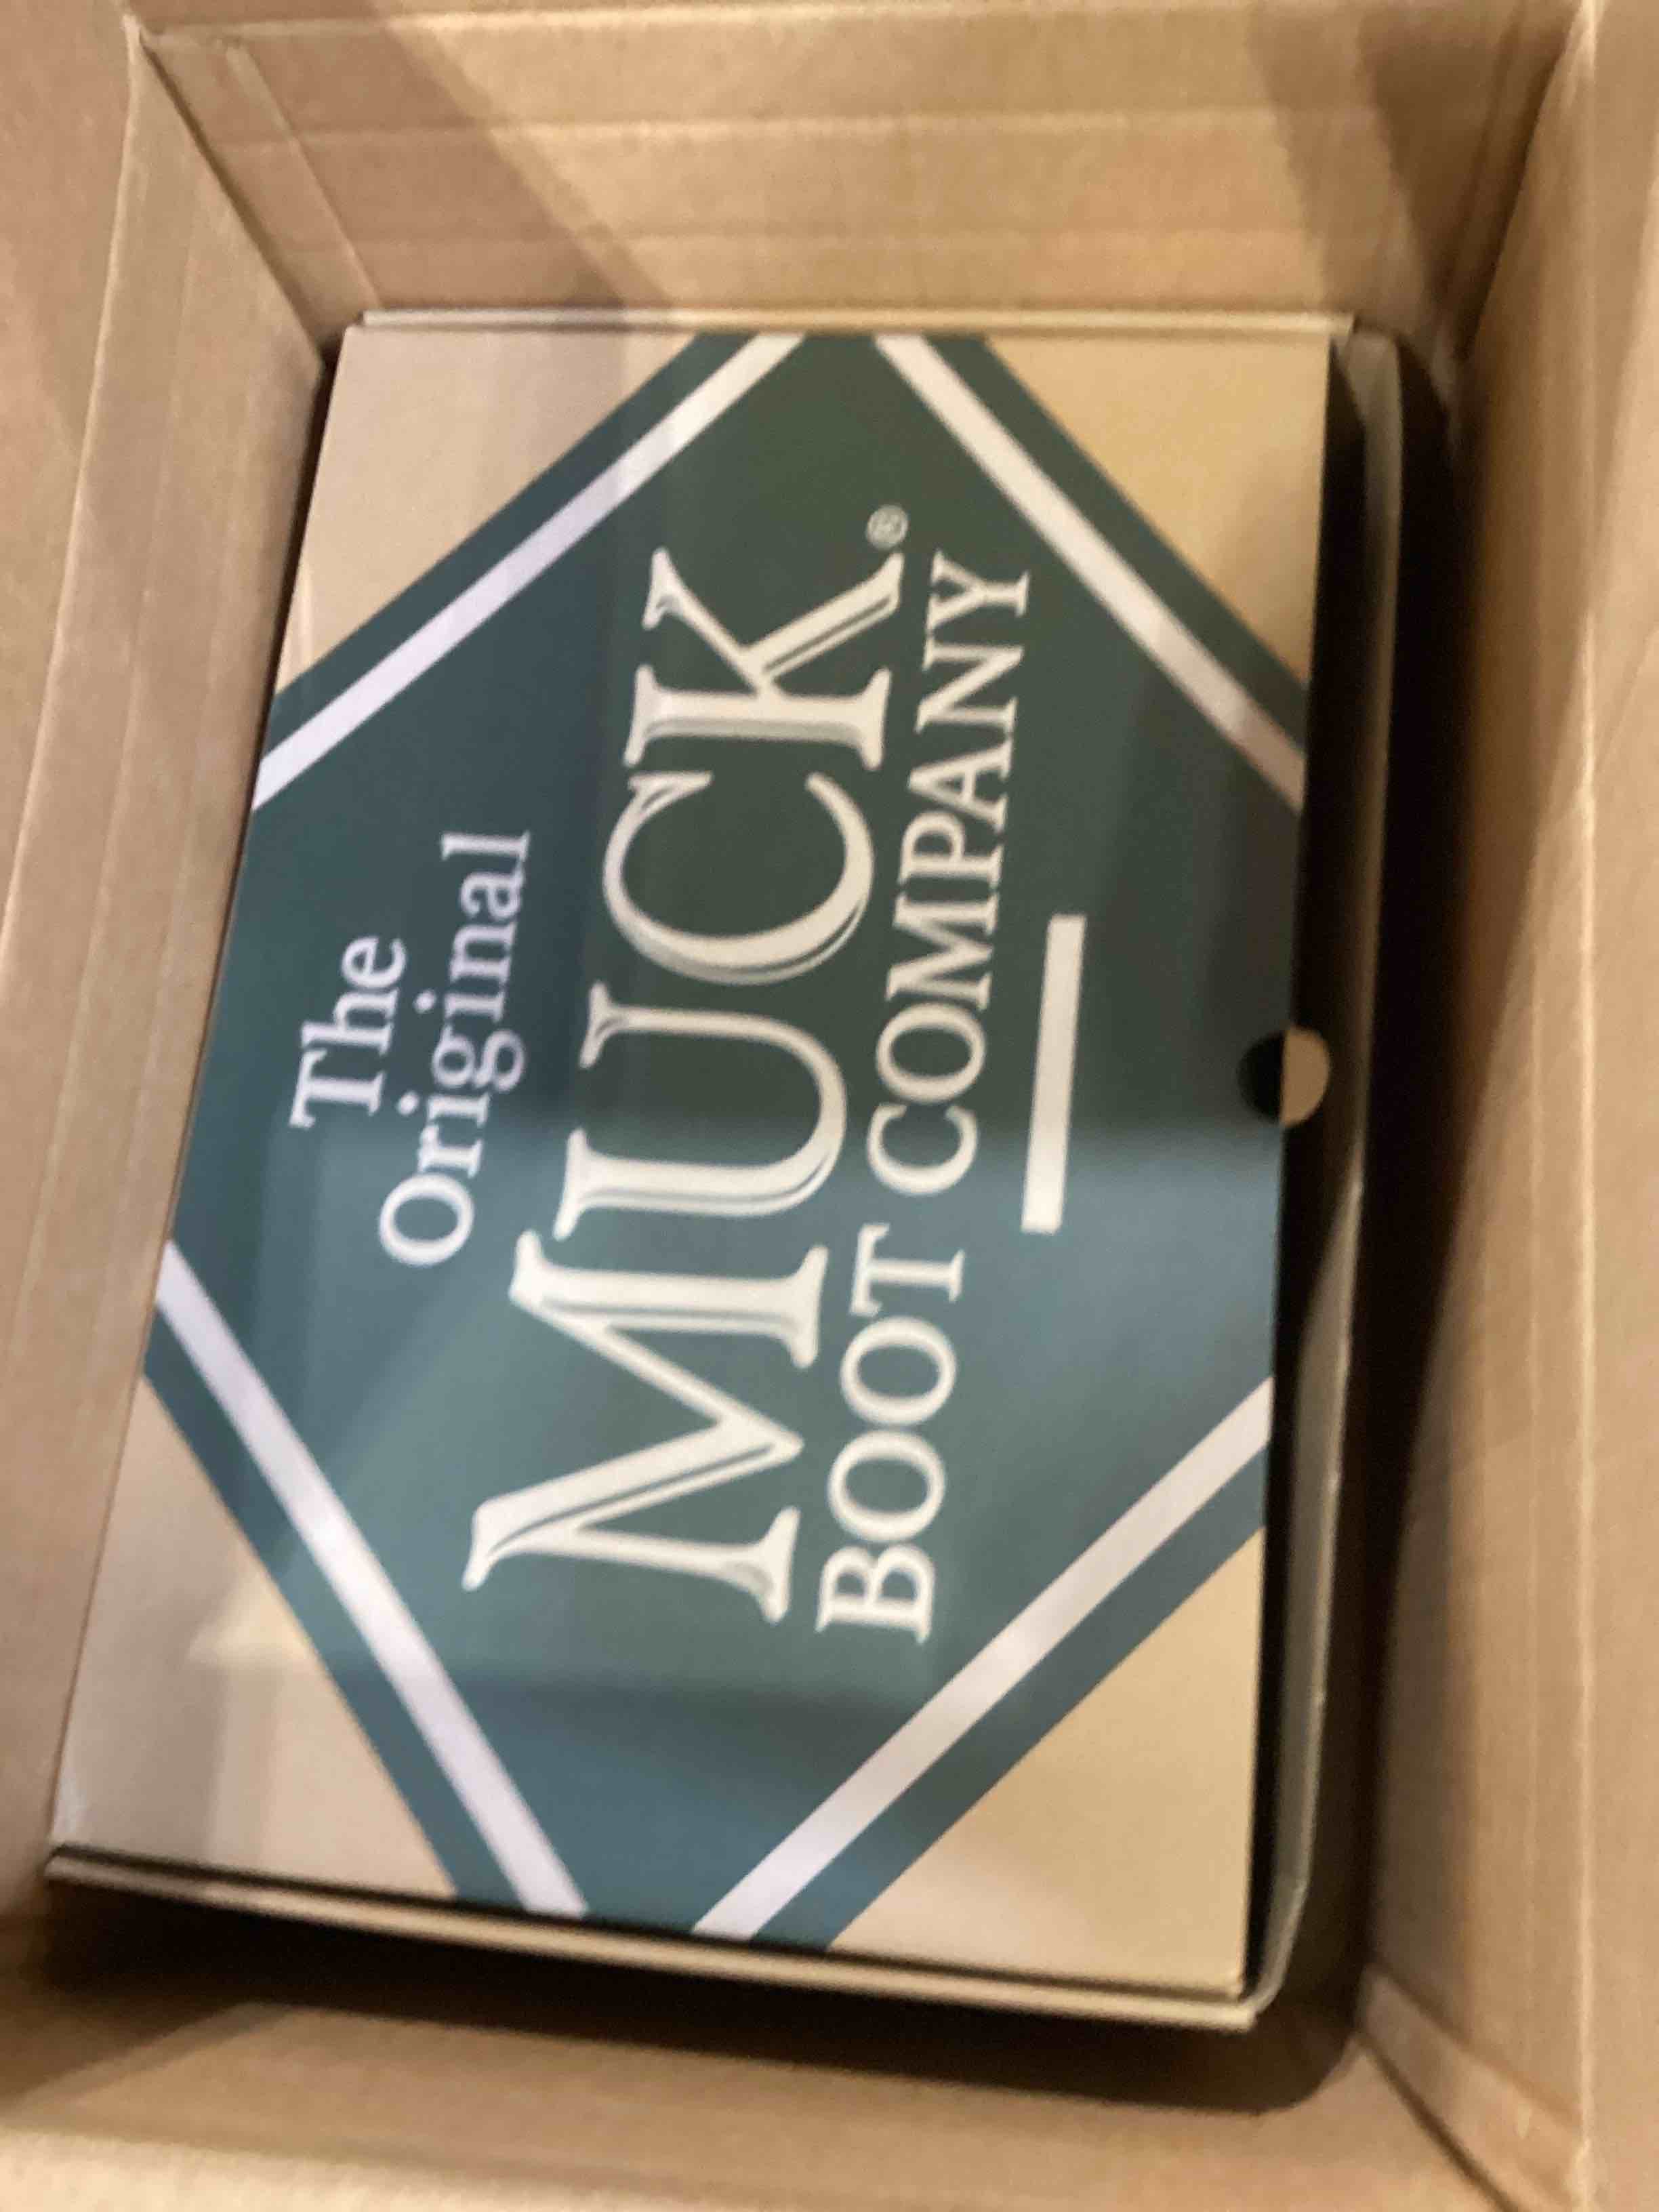 The
Original
MUCK®
BOOT COMPANY